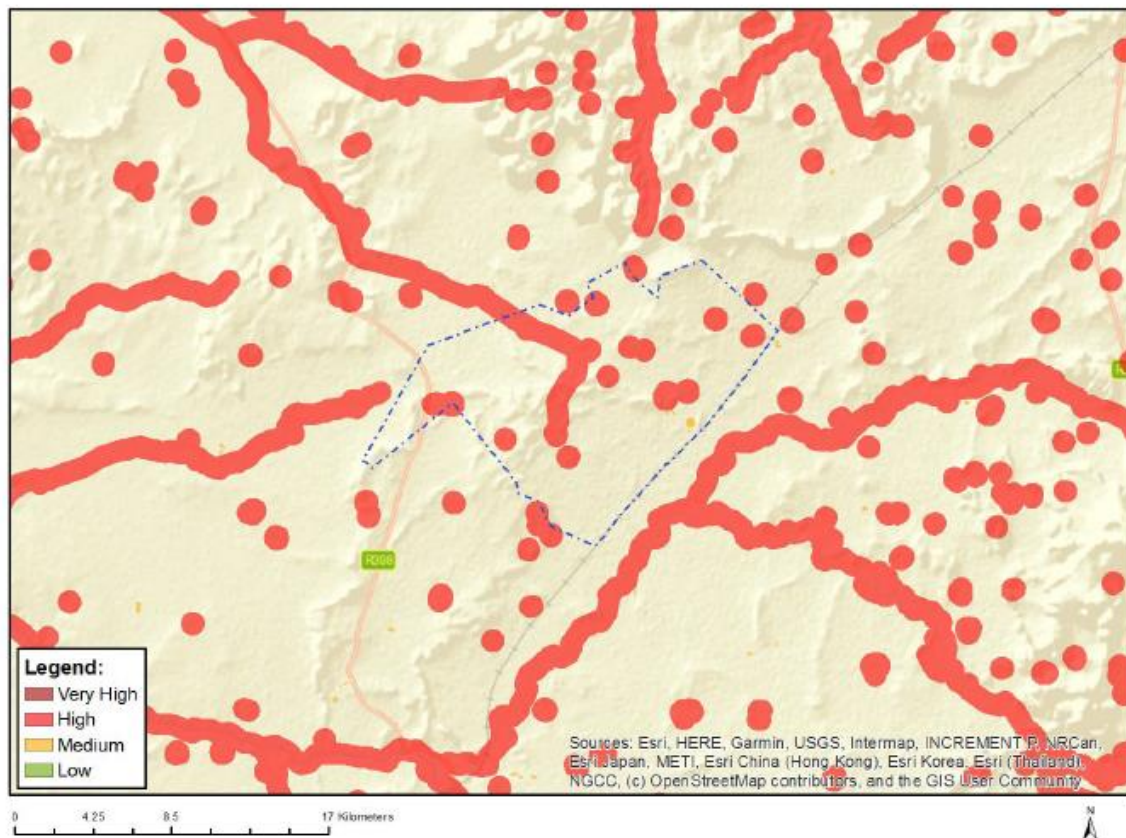 R
R306
Legend:
Very High
High
Medium
Low
Sources: Esri, HERE, Garmin, USGS, Intermap, INCREMENT P, NRCan,
Esri Japan, METI, Esri China (Hong Kong), Esri Korea, Esri (Thailand),
NGCC, (c) OpenStreetMap contributors, and the GIS User Community
0 4.25 8.5 17 Kilometers
N